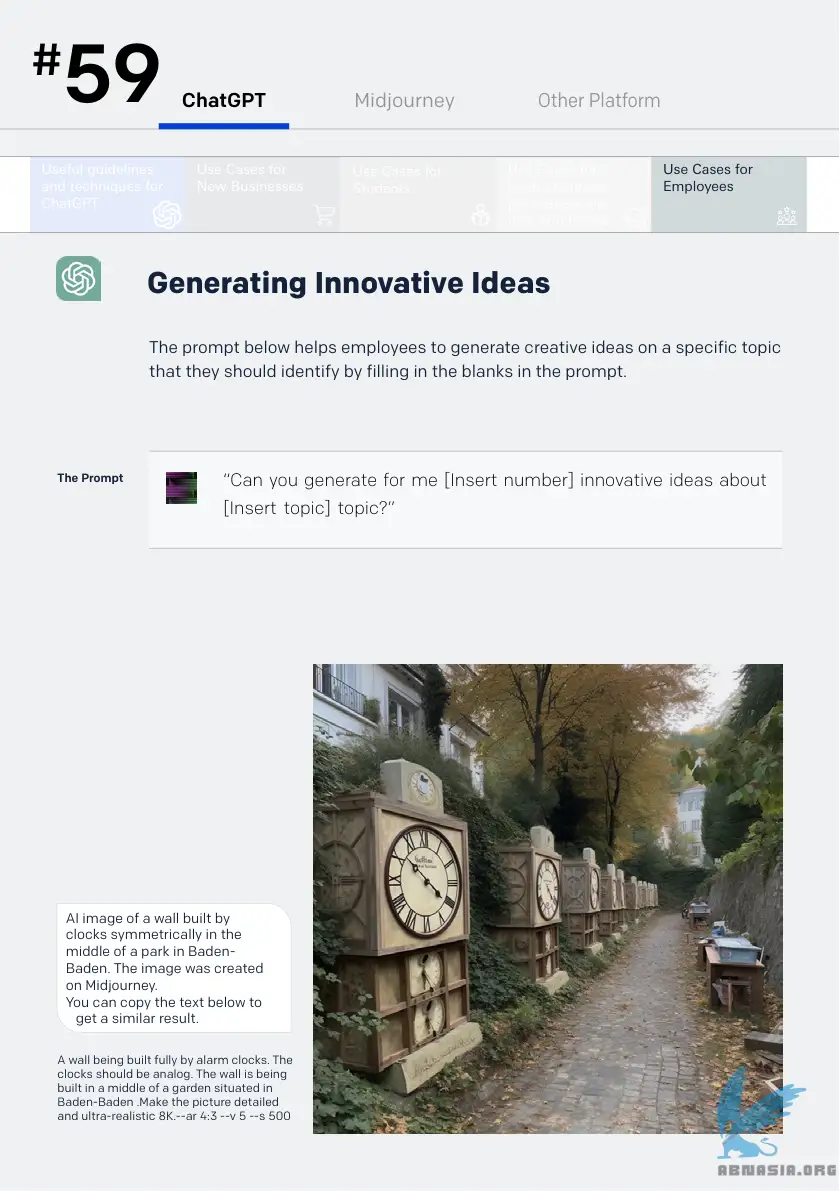 #59
ChatGPT
Midjourney
Other Platform
Useful guidelines
and techniques for
ChatGPT
Use Cases for
New Businesses
Use Cases for
Students
Use Cases for
Employees
Generating Innovative Ideas
The prompt below helps employees to generate creative ideas on a specific topic
that they should identify by filling in the blanks in the prompt.
The Prompt
“Can you generate for me [Insert number] innovative ideas about
[Insert topic] topic?”
AI image of a wall built by
clocks symmetrically in the
middle of a park in Baden-
Baden. The image was created
on Midjourney.
You can copy the text below to
get a similar result.
A wall being built fully by alarm clocks. The
clocks should be analog. The wall is being
built in a middle of a garden situated in
Baden-Baden .Make the picture detailed
and ultra-realistic 8K.--ar 4:3 --v 5 --s 500
ABNASIA.ORG